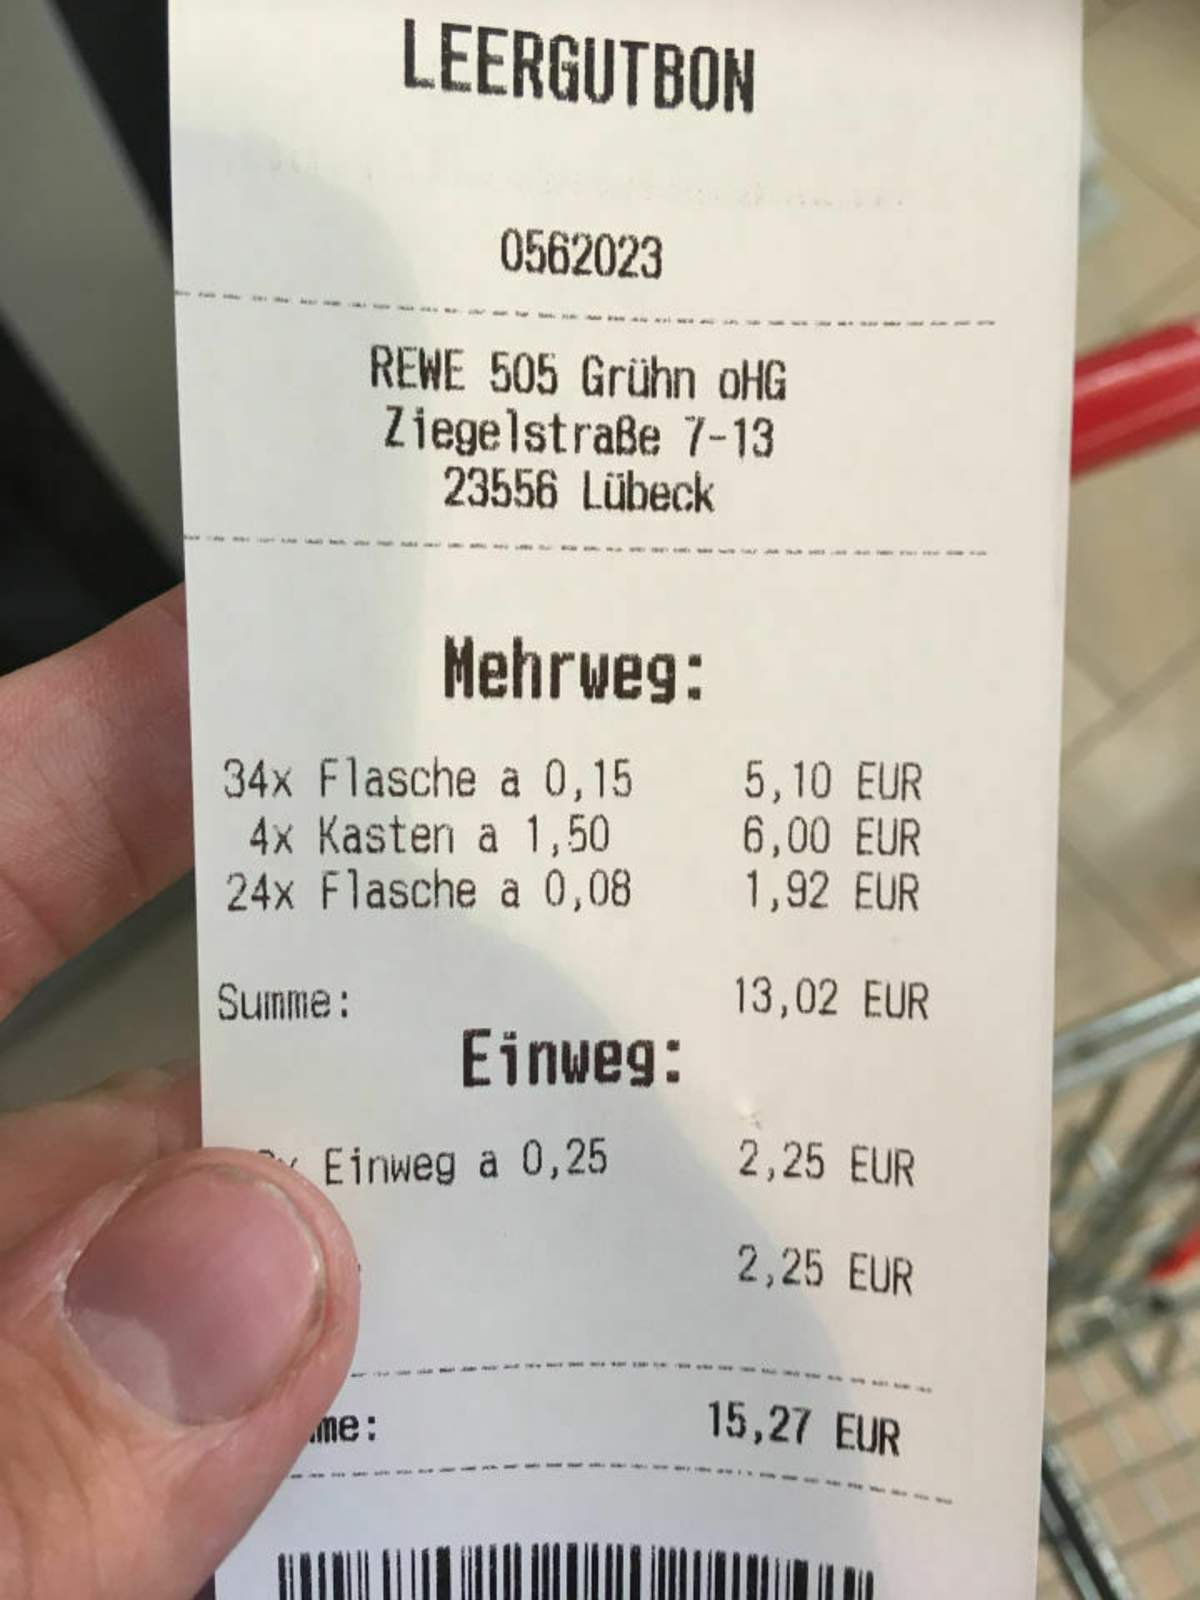 LEERGUTBON
0562023
REWE 505 Grühn oHG
Ziegelstraße 7-13
23556 Lübeck
Mehrweg:
34x Flasche a 0,15 5,10 EUR
4x Kasten a 1,50 6,00 EUR
24x Flasche a 0,08 1,92 EUR
Summe: 13,02 EUR
Einweg:
Einweg a 0,25 2,25 EUR
2,25 EUR
me: 15,27 EUR